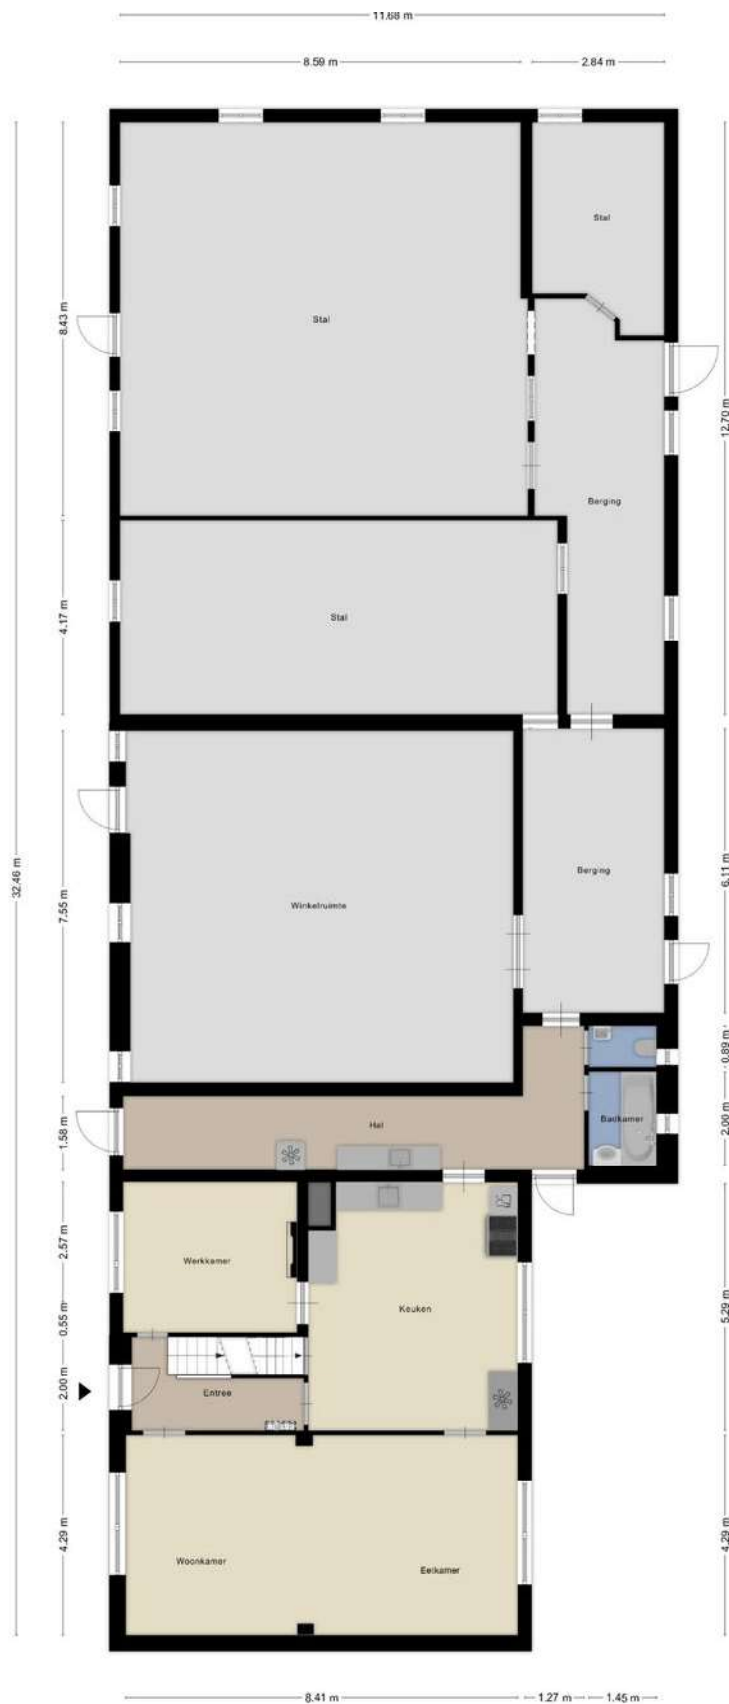 11.68 m
8.59 m
2.84 m
Stal
Stal
8.43 m
12.70 m
Berging
4.17 m
Stal
32.46 m
7.55 m
Winkelruimte
Berging
6.11 m
0.89 m
1.58 m
Hal
Badkamer
2.00 m
2.57 m
Werkkamer
Keuken
0.55 m
5.29 m
2.00 m
Entree
4.29 m
Woonkamer
Eetkamer
4.29 m
8.41 m
1.27 m
1.45 m